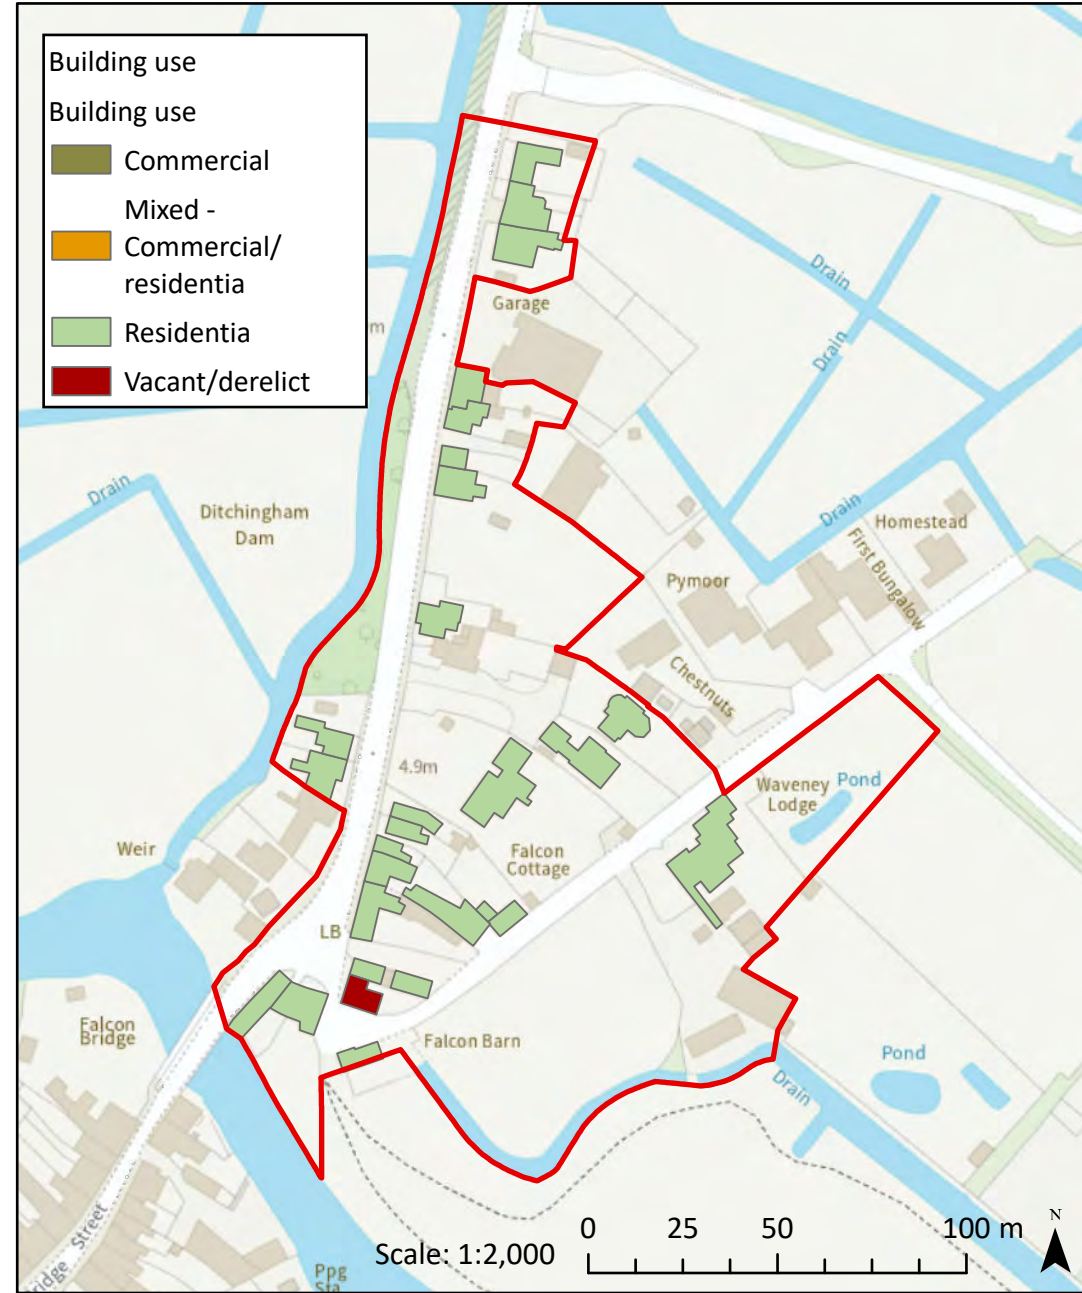 Building use
Building use
Commercial
Mixed -
Commercial/
residentia
Residentia
Vacant/derelict
m
Garage
Drain
Drain
Drain
Ditchingham
Dam
Drain
Homestead
First Bungalow
Pymoor
Chestnuts
4.9m
Waveney
Lodge
Pond
Weir
Falcon
Cottage
LB
Falcon
Bridge
Falcon Barn
Pond
Drain
ridge Street
Ppg
Sta
0 25 50 100 m
Scale: 1:2,000
N